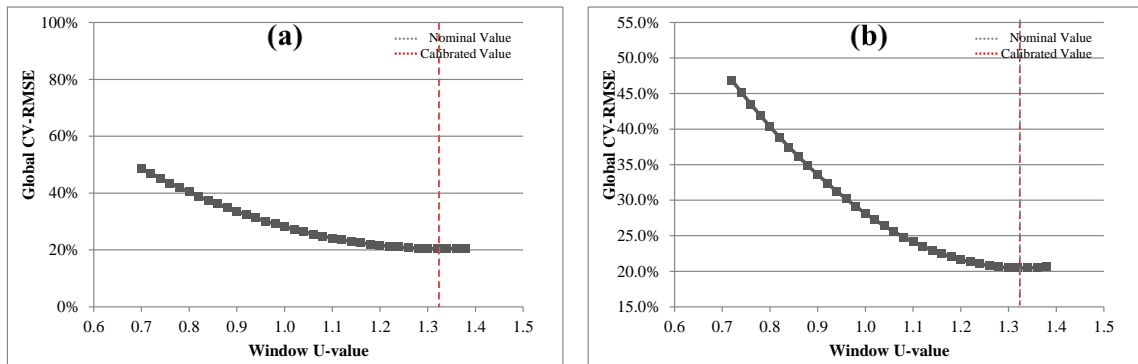 (a)
Nominal Value
Calibrated Value
100%
80%
60%
40%
20%
0%
Global CV-RMSE
0.6 0.7 0.8 0.9 1.0 1.1 1.2 1.3 1.4 1.5
Window U-value
(b)
Nominal Value
Calibrated Value
55.0%
50.0%
45.0%
40.0%
35.0%
30.0%
25.0%
20.0%
15.0%
Global CV-RMSE
0.6 0.7 0.8 0.9 1.0 1.1 1.2 1.3 1.4 1.5
Window U-value